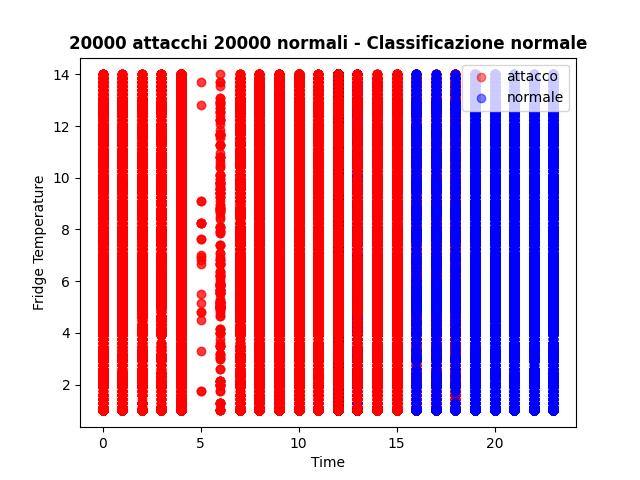 20000 attacchi 20000 normali - Classificazione normale
attacco
normale
14
12
10
8
6
4
2
Fridge Temperature
0 5 10 15 20
Time